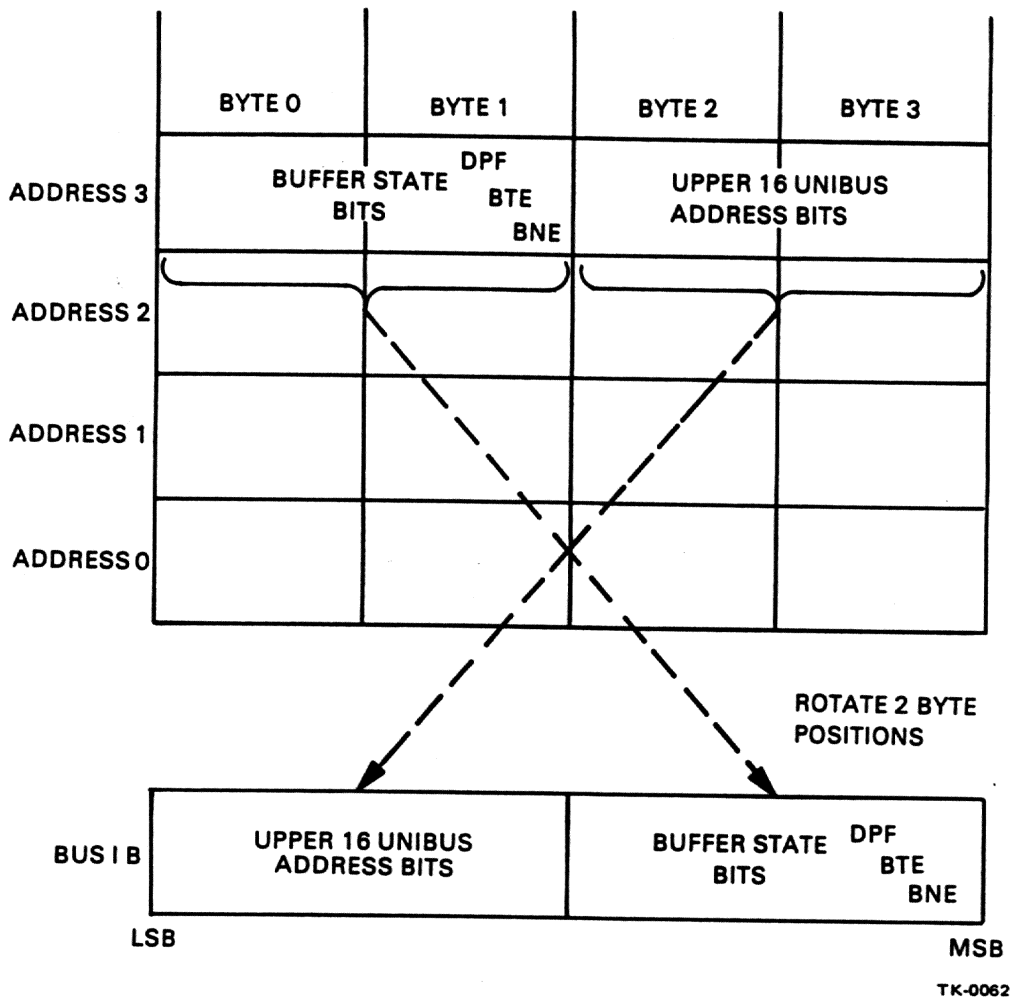 BYTE 0 BYTE 1 BYTE 2 BYTE 3
ADDRESS 3
BUFFER STATE
BITS
DPF
BTE
BNE
UPPER 16 UNIBUS
ADDRESS BITS
ADDRESS 2
ADDRESS 1
ADDRESS 0
ROTATE 2 BYTE
POSITIONS
BUS I B
UPPER 16 UNIBUS
ADDRESS BITS
BUFFER STATE
BITS
DPF
BTE
BNE
LSB
MSB
TK-0062